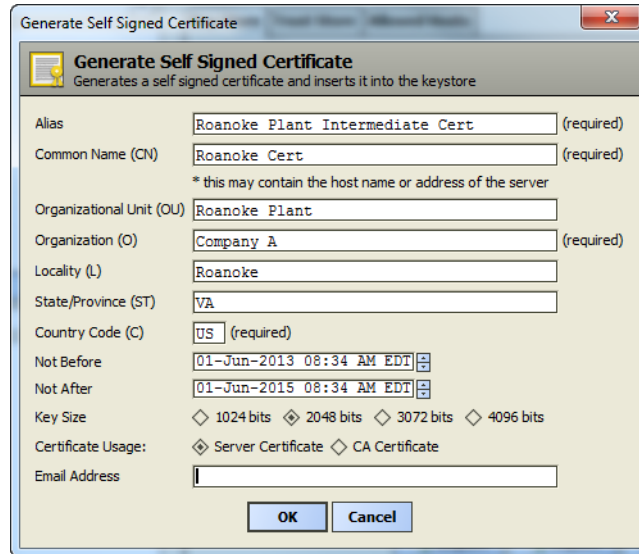 Generate Self Signed Certificate
Generate Self Signed Certificate
Generates a self signed certificate and inserts it into the keystore
Alias Roanoke Plant Intermediate Cert (required)
Common Name (CN) Roanoke Cert (required)
* this may contain the host name or address of the server
Organizational Unit (OU) Roanoke Plant
Organization (O) Company A (required)
Locality (L) Roanoke
State/Province (ST) VA
Country Code (C) US (required)
Not Before 01-Jun-2013 08:34 AM EDT
Not After 01-Jun-2015 08:34 AM EDT
Key Size 1024 bits 2048 bits 3072 bits 4096 bits
Certificate Usage: Server Certificate CA Certificate
Email Address
OK Cancel